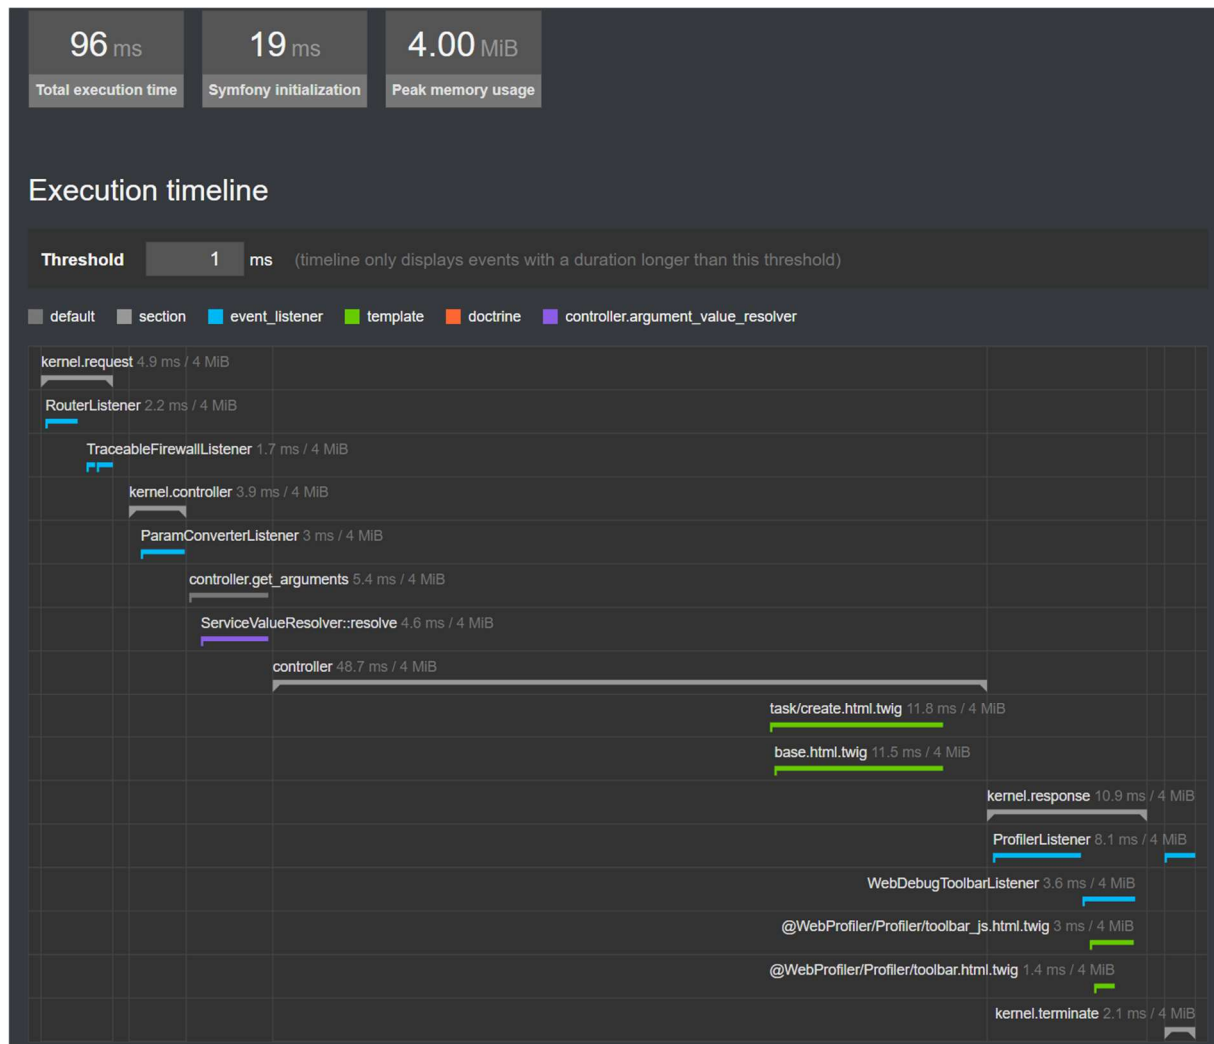 96 ms 19 ms 4.00 MiB
Total execution time Symfony initialization Peak memory usage
Execution timeline
Threshold 1 ms (timeline only displays events with a duration longer than this threshold)
default section event_listener template doctrine controller.argument_value_resolver
kernel.request 4.9 ms / 4 MiB
RouterListener 2.2 ms / 4 MiB
TraceableFirewallListener 1.7 ms / 4 MiB
kernel.controller 3.9 ms / 4 MiB
ParamConverterListener 3 ms / 4 MiB
controller.get_arguments 5.4 ms / 4 MiB
ServiceValueResolver::resolve 4.6 ms / 4 MiB
controller 48.7 ms / 4 MiB
task/create.html.twig 11.8 ms / 4 MiB
base.html.twig 11.5 ms / 4 MiB
kernel.response 10.9 ms / 4 MiB
ProfilerListener 8.1 ms / 4 MiB
WebDebugToolbarListener 3.6 ms / 4 MiB
@WebProfiler/Profiler/toolbar_js.html.twig 3 ms / 4 MiB
@WebProfiler/Profiler/toolbar.html.twig 1.4 ms / 4 MiB
kernel.terminate 2.1 ms / 4 MiB